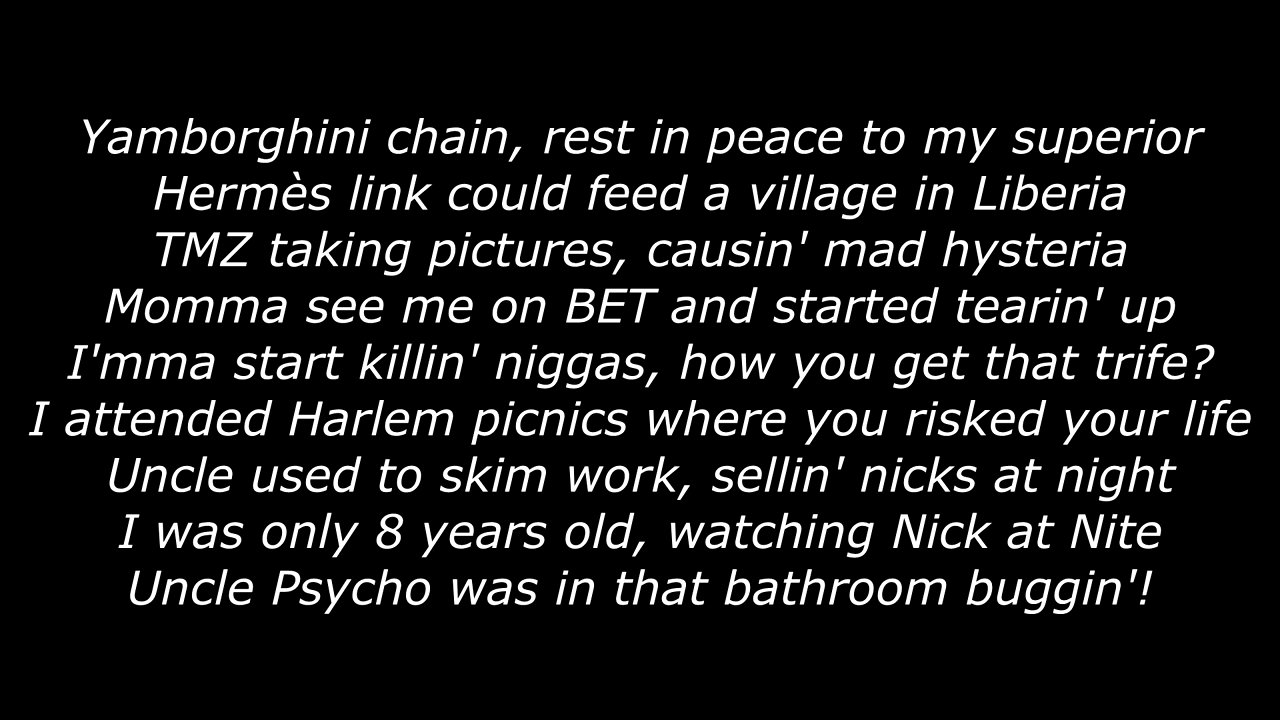 Yamborghini chain, rest in peace to my superior
Hermès link could feed a village in Liberia
TMZ taking pictures, causin' mad hysteria
Momma see me on BET and started tearin' up
I'mma start killin' niggas, how you get that trife?
I attended Harlem picnics where you risked your life
Uncle used to skim work, sellin' nicks at night
I was only 8 years old, watching Nick at Nite
Uncle Psycho was in that bathroom buggin'!